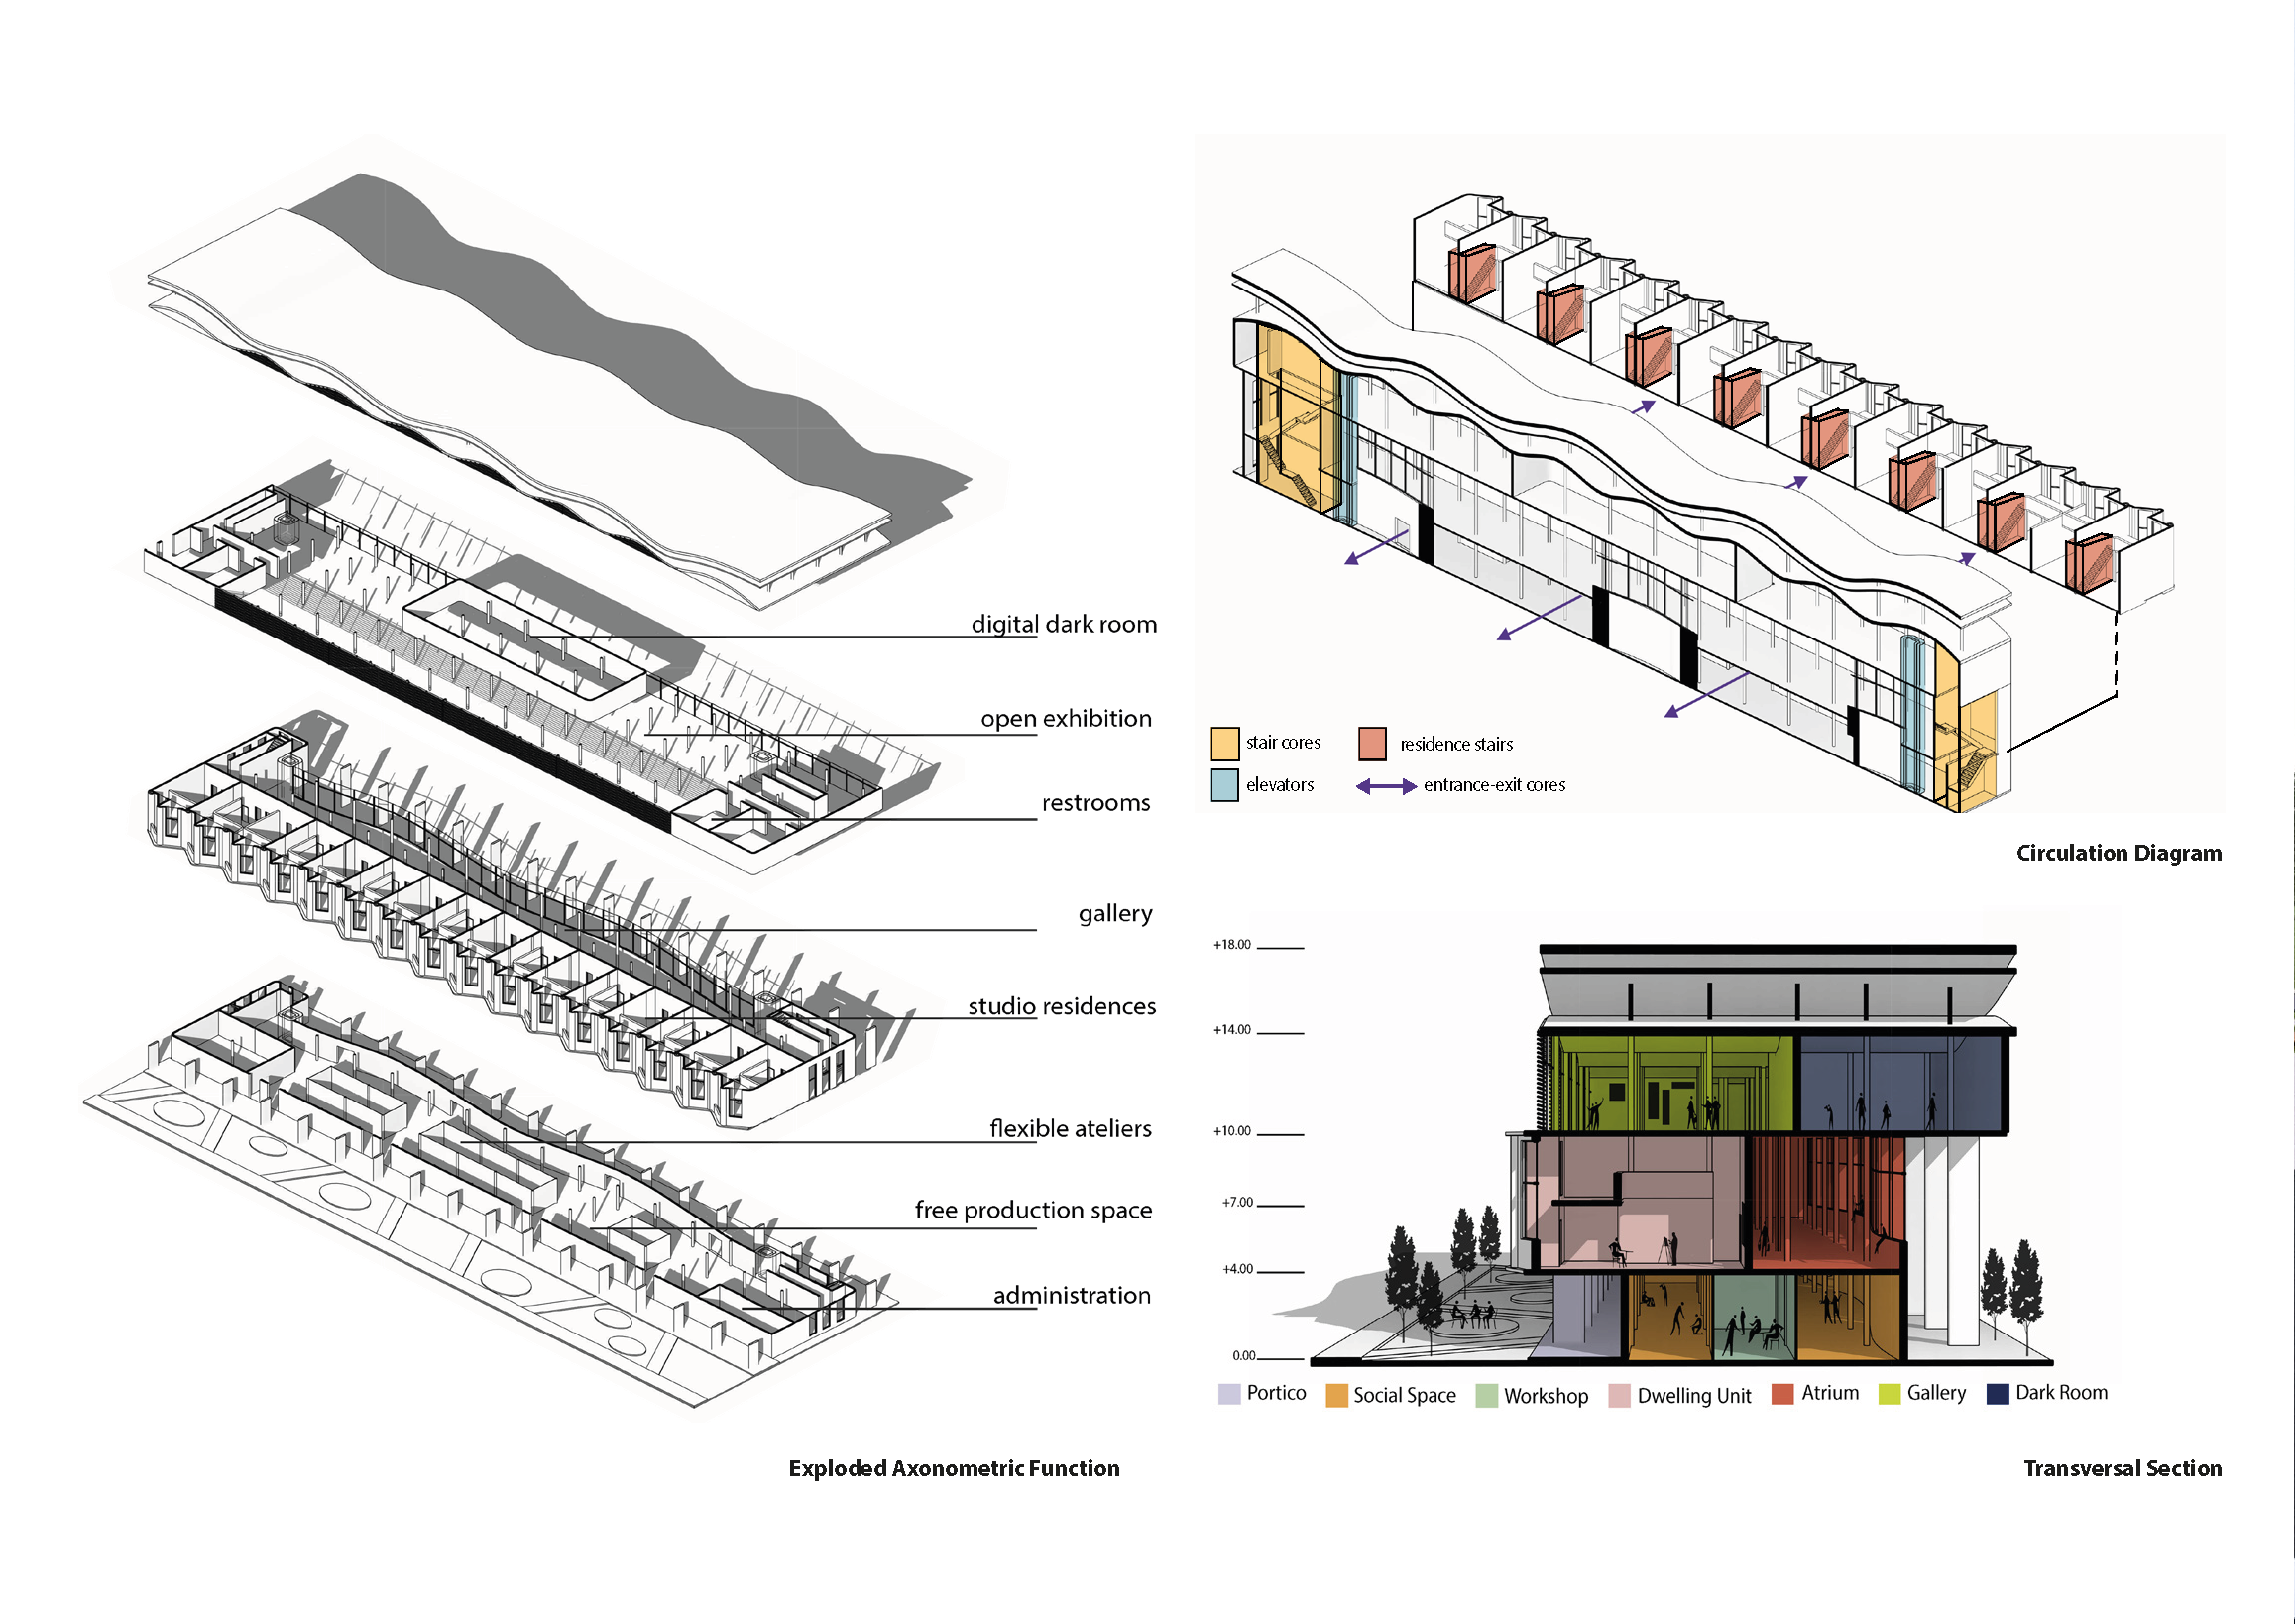 digital dark room
open exhibition
restrooms
gallery
studio residences
flexible ateliers
free production space
administration
Exploded Axonometric Function
stair cores
residence stairs
elevators
entrance-exit cores
Circulation Diagram
+18.00
+14.00
+10.00
+7.00
+4.00
0.00
Portico Social Space Workshop Dwelling Unit Atrium Gallery Dark Room
Transversal Section